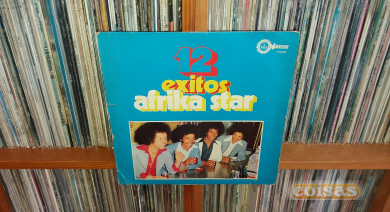 12
exitos
afrika star
coisas